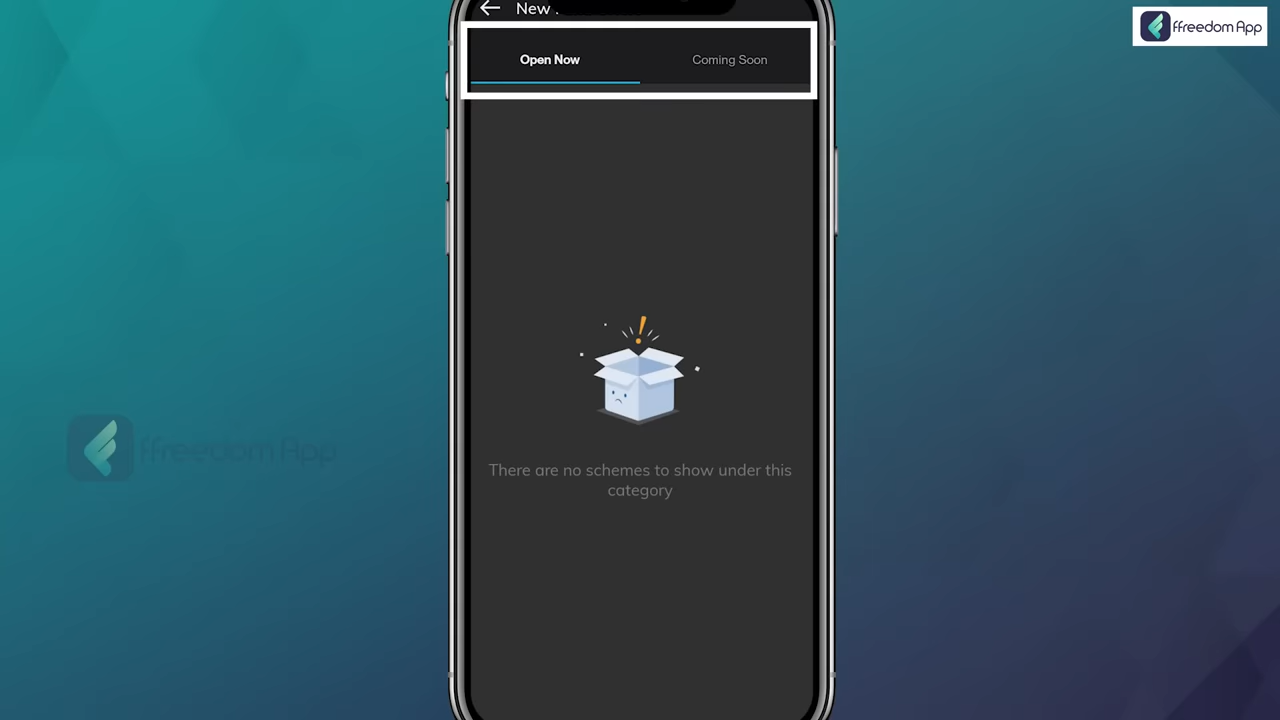 New
ffreedom App
Open Now
Coming Soon
ffreedom App
There are no schemes to show under this
category